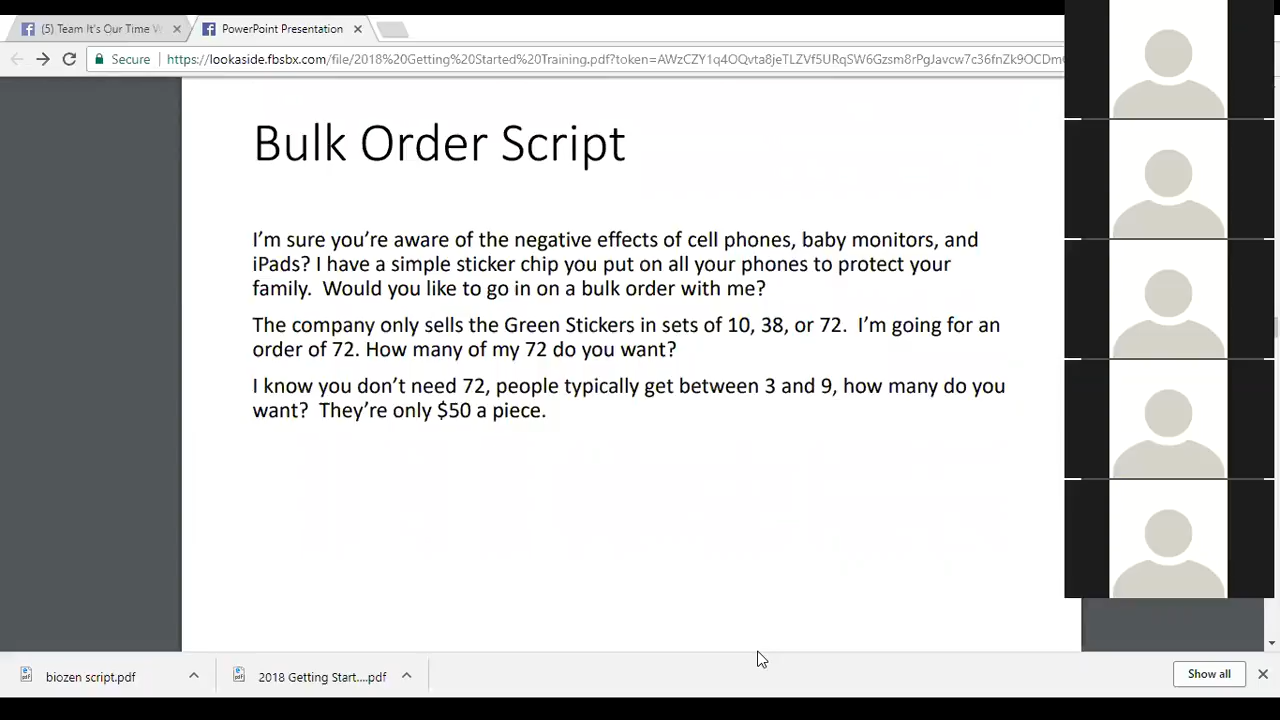 (5) Team It's Our Time W
PowerPoint Presentation
Secure
https://lookaside.fbsbx.com/file/2018%20Getting%20Started%20Training.pdf?token=AWzCZY1q4OQvta8jeTLZVf5URqSW6Gzsm8rPgJavcw7c36fnZk9OCDm
Bulk Order Script
I'm sure you're aware of the negative effects of cell phones, baby monitors, and
iPads? I have a simple sticker chip you put on all your phones to protect your
family. Would you like to go in on a bulk order with me?
The company only sells the Green Stickers in sets of 10, 38, or 72. I'm going for an
order of 72. How many of my 72 do you want?
I know you don't need 72, people typically get between 3 and 9, how many do you
want? They're only $50 a piece.
biozen script.pdf
2018 Getting Start....pdf
Show all